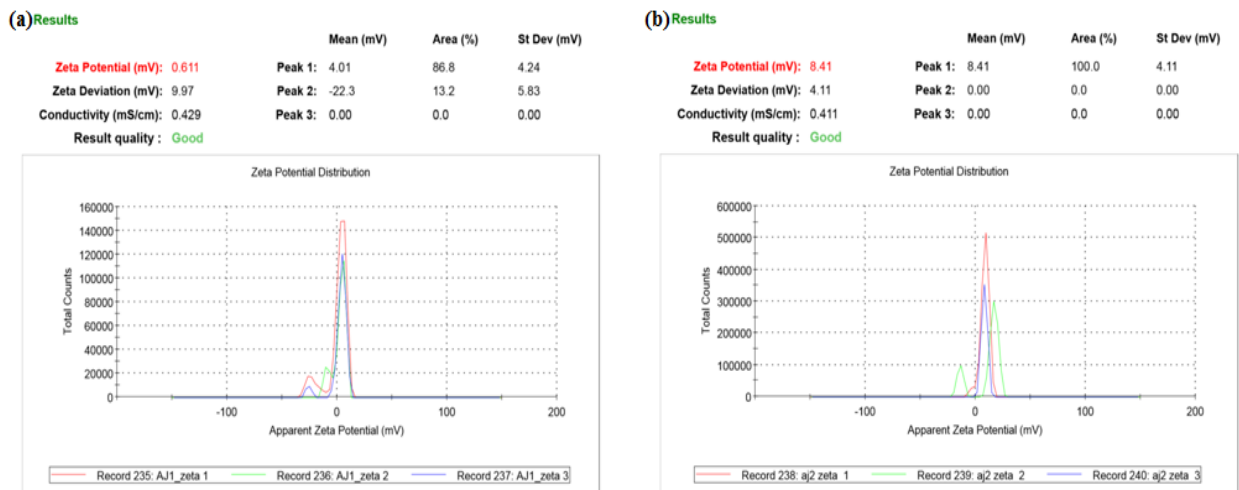 (a) Results
Mean (mV) Area (%) St Dev (mV)
Zeta Potential (mV): 0.611 Peak 1: 4.01 86.8 4.24
Zeta Deviation (mV): 9.97 Peak 2: -22.3 13.2 5.83
Conductivity (mS/cm): 0.429 Peak 3: 0.00 0.0 0.00
Result quality : Good
Zeta Potential Distribution
160000
140000
120000
100000
80000
60000
40000
20000
0
Total Counts
-100 0 100 200
Apparent Zeta Potential (mV)
Record 235: AJ1_zeta 1 Record 236: AJ1_zeta 2 Record 237: AJ1_zeta 3
(b) Results
Mean (mV) Area (%) St Dev (mV)
Zeta Potential (mV): 8.41 Peak 1: 8.41 100.0 4.11
Zeta Deviation (mV): 4.11 Peak 2: 0.00 0.0 0.00
Conductivity (mS/cm): 0.411 Peak 3: 0.00 0.0 0.00
Result quality : Good
Zeta Potential Distribution
600000
500000
400000
300000
200000
100000
0
Total Counts
-100 0 100 200
Apparent Zeta Potential (mV)
Record 238: aj2 zeta 1 Record 239: aj2 zeta 2 Record 240: aj2 zeta 3